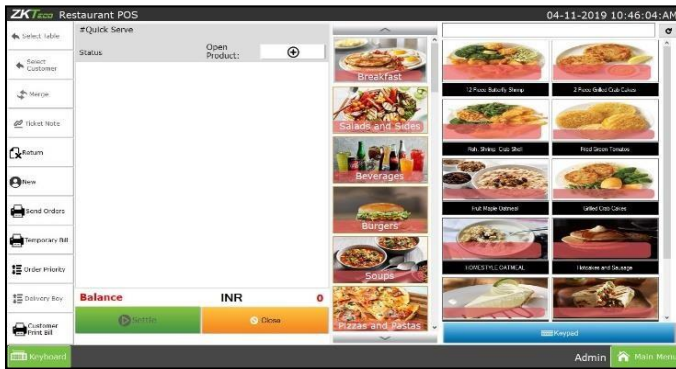 ZKTeco Restaurant POS
04-11-2019 10:46:04:AM
#Quick Serve
Status
Open Product:
Select Table
Select Customer
Merge
Ticket Note
Return
New
Send Orders
Temporary Bill
Order Priority
Delivery Boy
Customer Print Bill
Balance
INR
0
Settle
Close
Breakfast
Salads and Sides
Beverages
Burgers
Soups
Pizzas and Pastas
12 Piece Butterfly Shrimp
2 Piece Grilled Crab Cakes
Fish, Shrimp, Crab Shell
Fried Green Tomatos
Fruit Maple Oatmeal
Grilled Crab Cakes
HOMESTYLE OATMEAL
Hotcakes and Sausage
Keypad
Keyboard
Admin
Main Menu